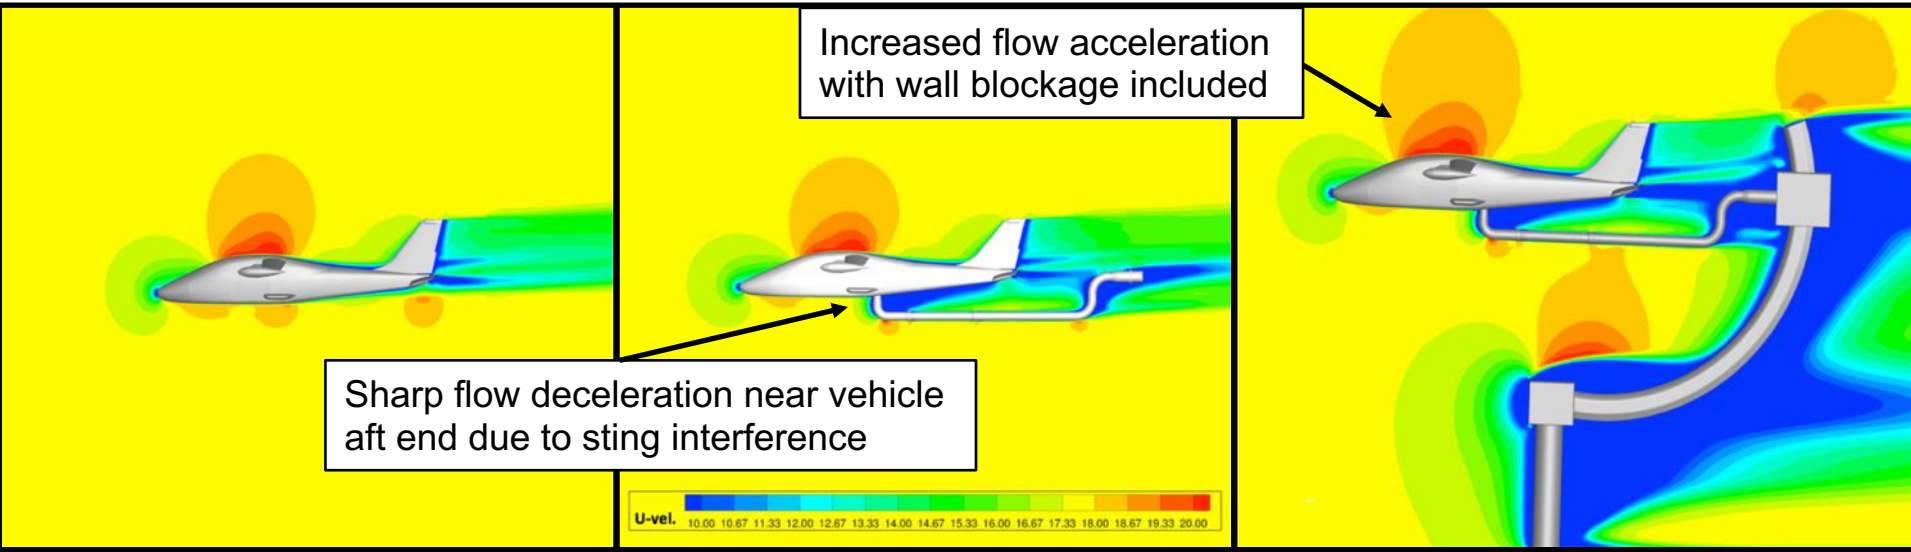 Increased flow acceleration
with wall blockage included
Sharp flow deceleration near vehicle
aft end due to sting interference
U-vel.
10.00 10.67 11.33 12.00 12.67 13.33 14.00 14.67 15.33 16.00 16.67 17.33 18.00 18.67 19.33 20.00